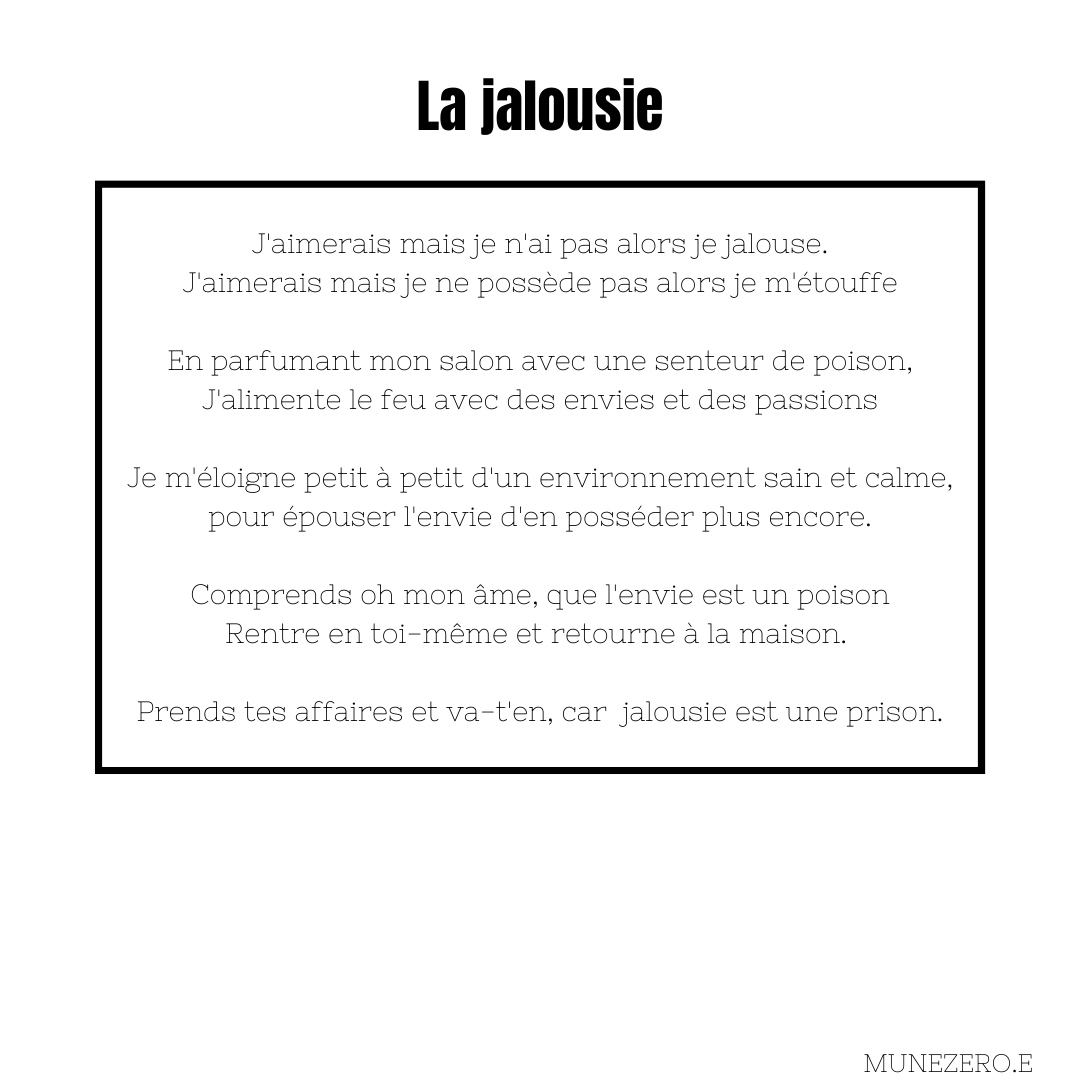 La jalousie
J'aimerais mais je n'ai pas alors je jalouse.
J'aimerais mais je ne possède pas alors je m'étouffe
En parfumant mon salon avec une senteur de poison,
J'alimente le feu avec des envies et des passions
Je m'éloigne petit à petit d'un environnement sain et calme,
pour épouser l'envie d'en posséder plus encore.
Comprends oh mon âme, que l'envie est un poison
Rentre en toi-même et retourne à la maison.
Prends tes affaires et va-t'en, car  jalousie est une prison.
MUNEZERO.E